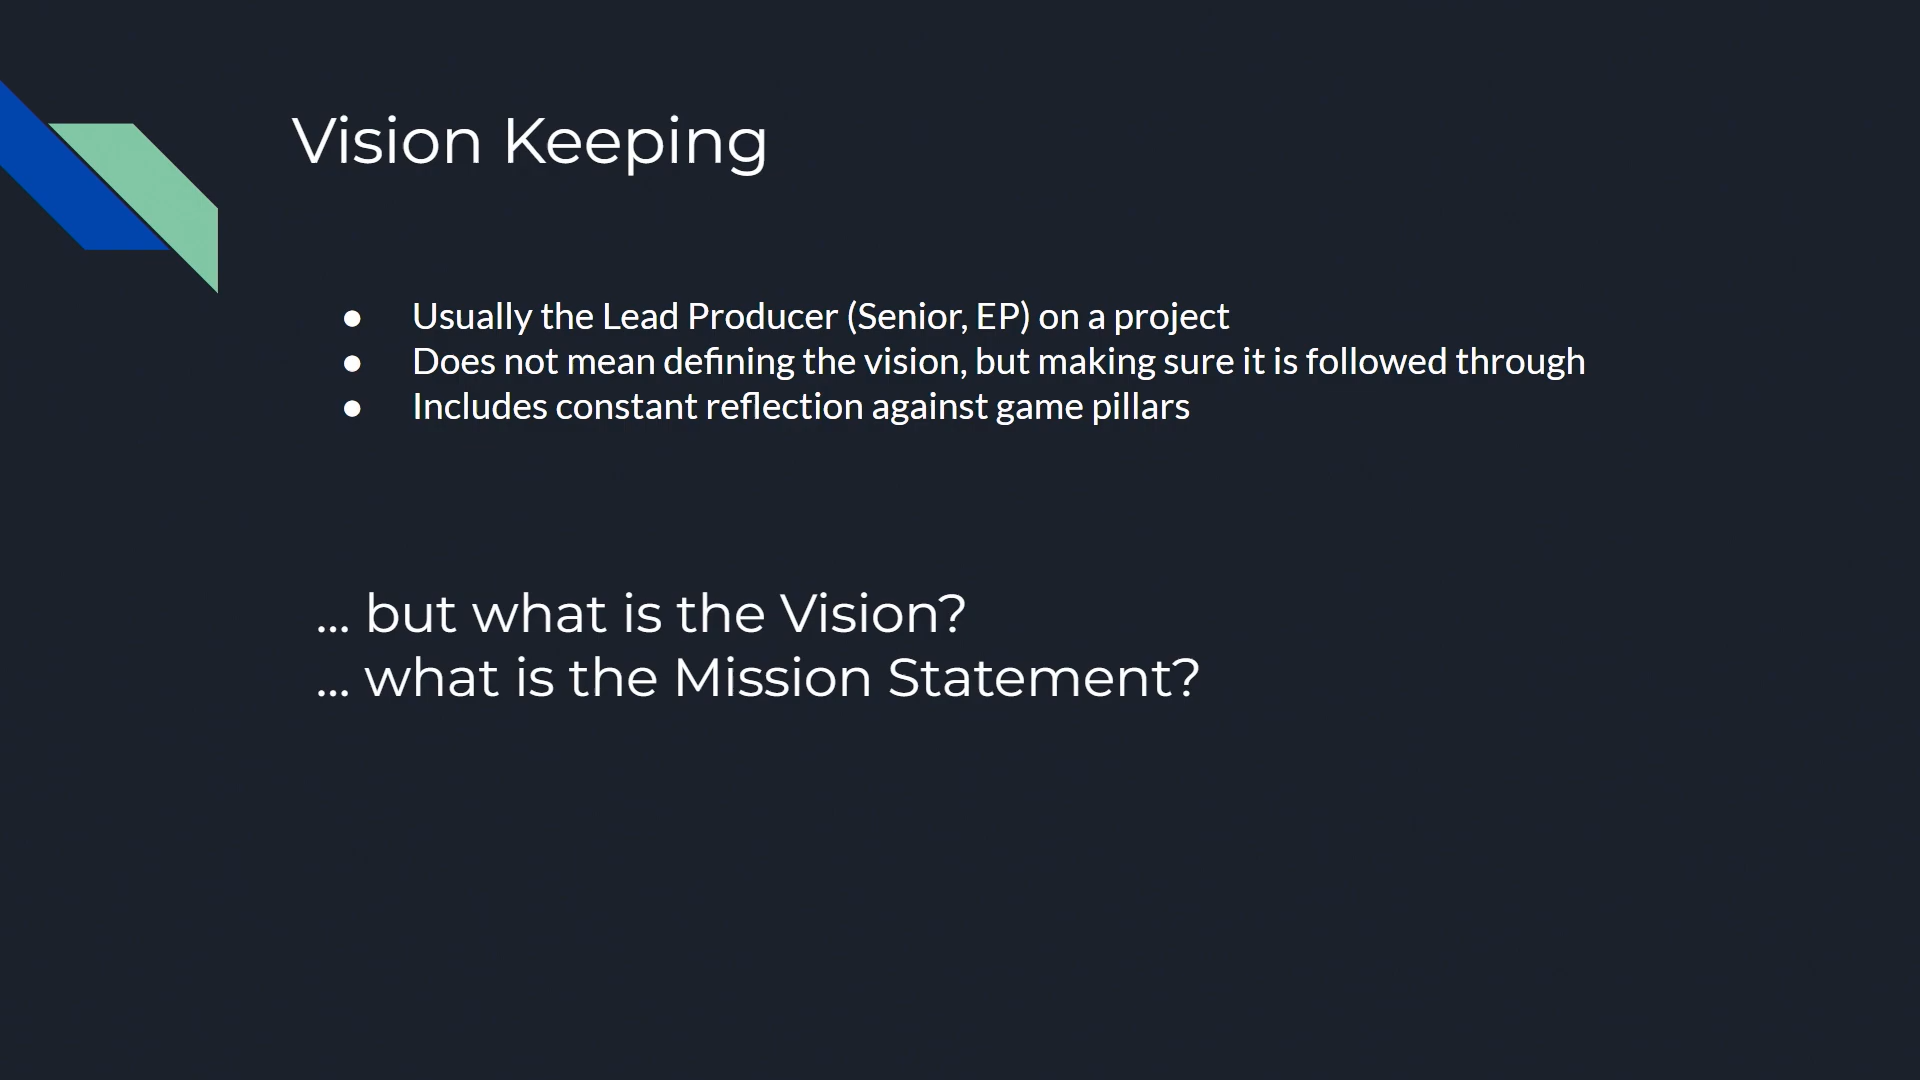 Vision Keeping
● Usually the Lead Producer (Senior, EP) on a project
● Does not mean defining the vision, but making sure it is followed through
● Includes constant reflection against game pillars
... but what is the Vision?
... what is the Mission Statement?